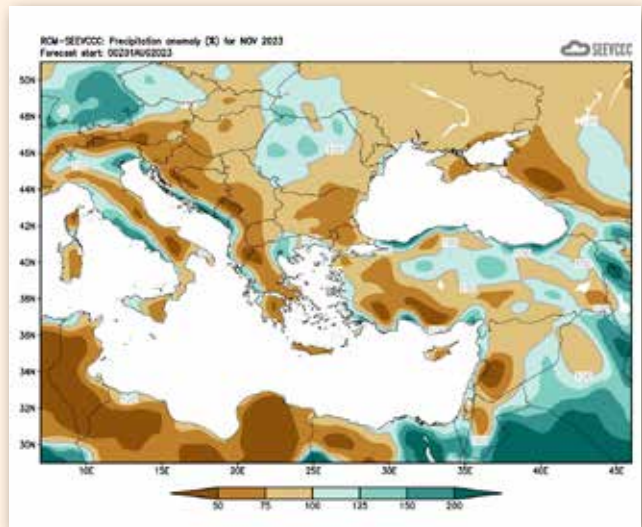 RCM-SEEVCCC: Precipitation anomaly (%) for NOV 2023
Forecast start: 00Z01AUG2023
SEEVCCC
50N
48N
46N
44N
42N
40N
38N
36N
34N
32N
30N
10E
15E
20E
25E
30E
35E
40E
45E
50
75
100
125
150
200